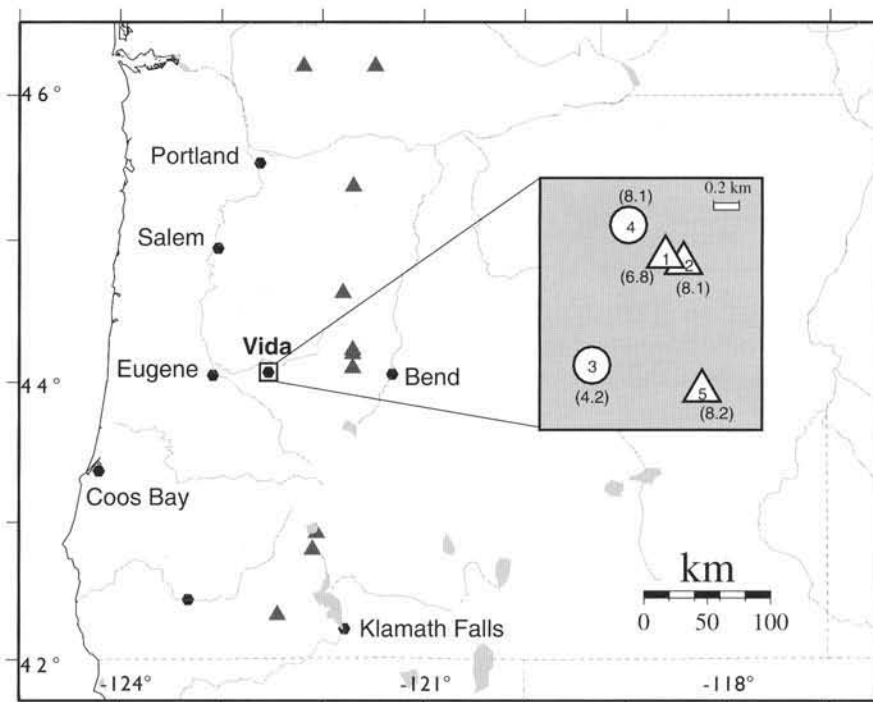 46°
Portland
Salem
Vida
Eugene
Bend
44°
Coos Bay
Klamath Falls
42°
-124
-121
-118
0.2 km
(8.1)
4
1
2
(6.8)
(8.1)
3
(4.2)
5
(8.2)
km
0 50 100